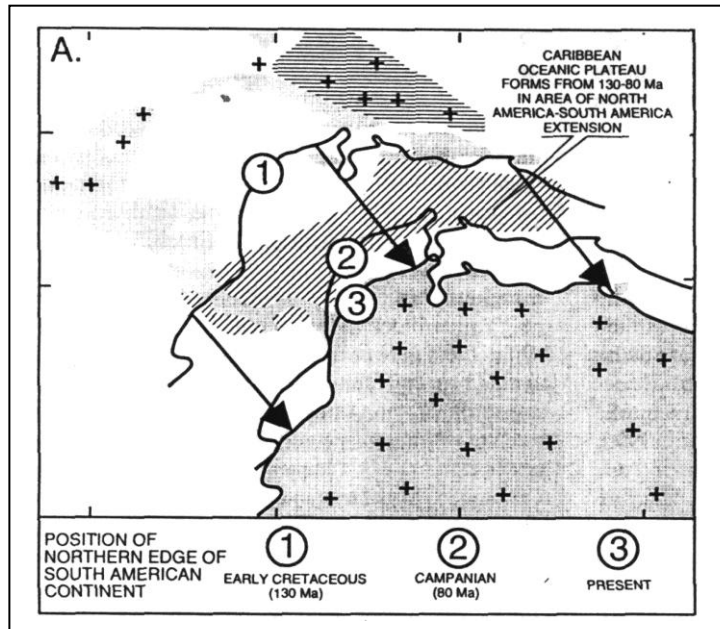 A.
CARIBBEAN
OCEANIC PLATEAU
FORMS FROM 130-80 Ma
IN AREA OF NORTH
AMERICA-SOUTH AMERICA
EXTENSION
1
2
3
POSITION OF
NORTHERN EDGE OF
SOUTH AMERICAN
CONTINENT
1
EARLY CRETACEOUS
(130 Ma)
2
CAMPANIAN
(80 Ma)
3
PRESENT